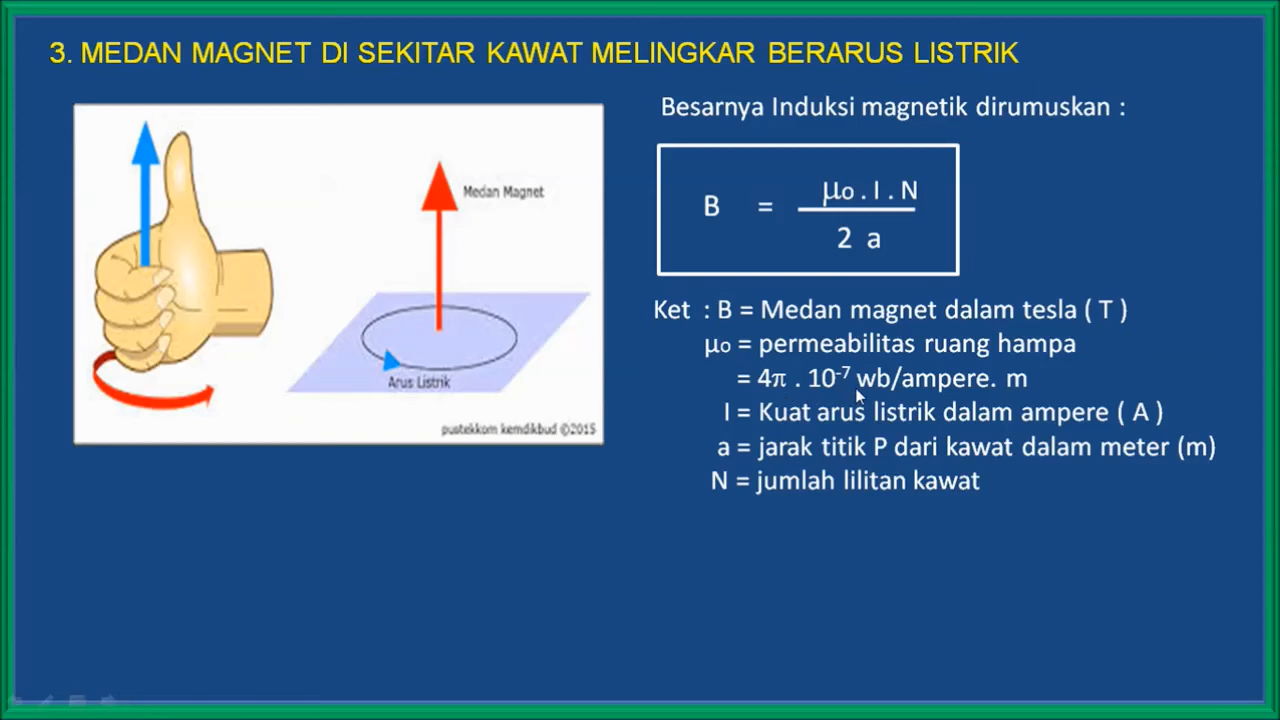 3. MEDAN MAGNET DI SEKITAR KAWAT MELINGKAR BERARUS LISTRIK
Medan Magnet
Arus Listrik
pustekkom kemdikbud ©2015
Besarnya Induksi magnetik dirumuskan :
B = μo . I . N
2 a
Ket : B = Medan magnet dalam tesla ( T )
μo = permeabilitas ruang hampa
= 4π . 10⁻⁷ wb/ampere. m
I = Kuat arus listrik dalam ampere ( A )
a = jarak titik P dari kawat dalam meter (m)
N = jumlah lilitan kawat